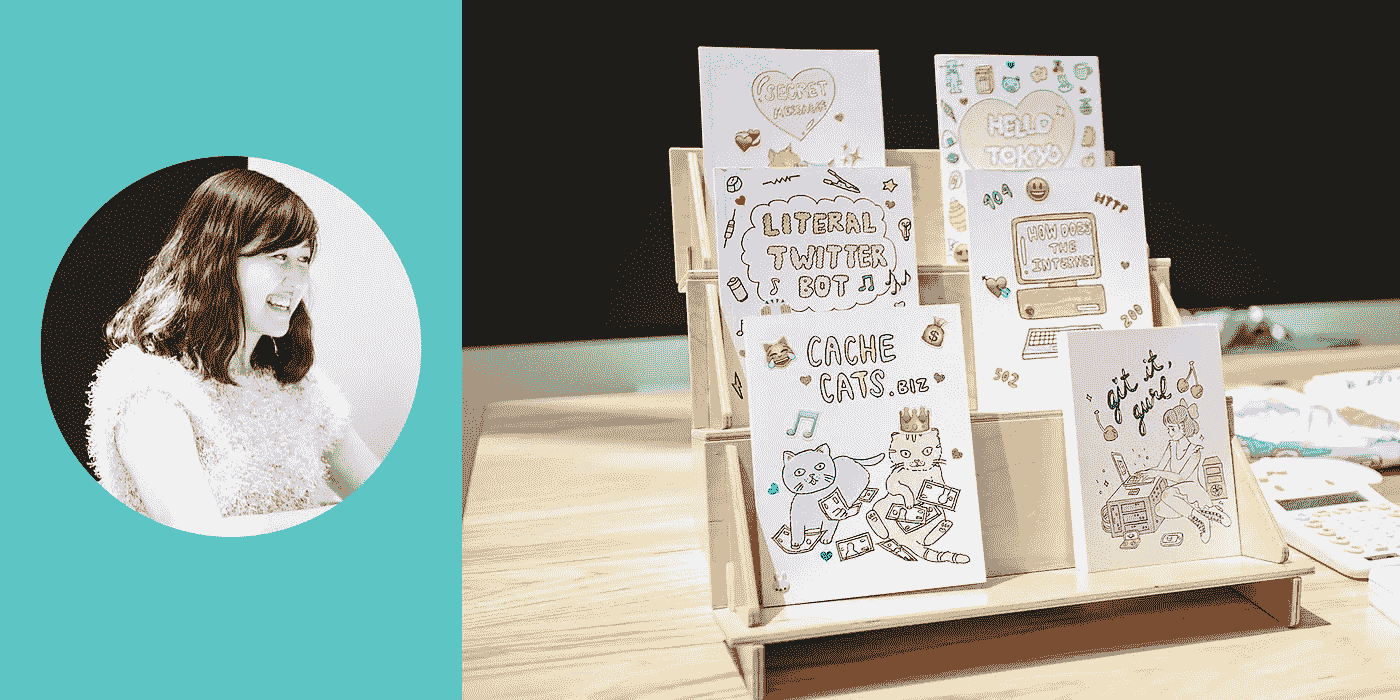 SECRET
MESSAGES
HELLO
TOKYO
LITERAL
TWITTER
BOT
404
HTTP
HOW DOES
THE
INTERNET
200
502
$
CACHE
CATS.BIZ
git it,
gurl